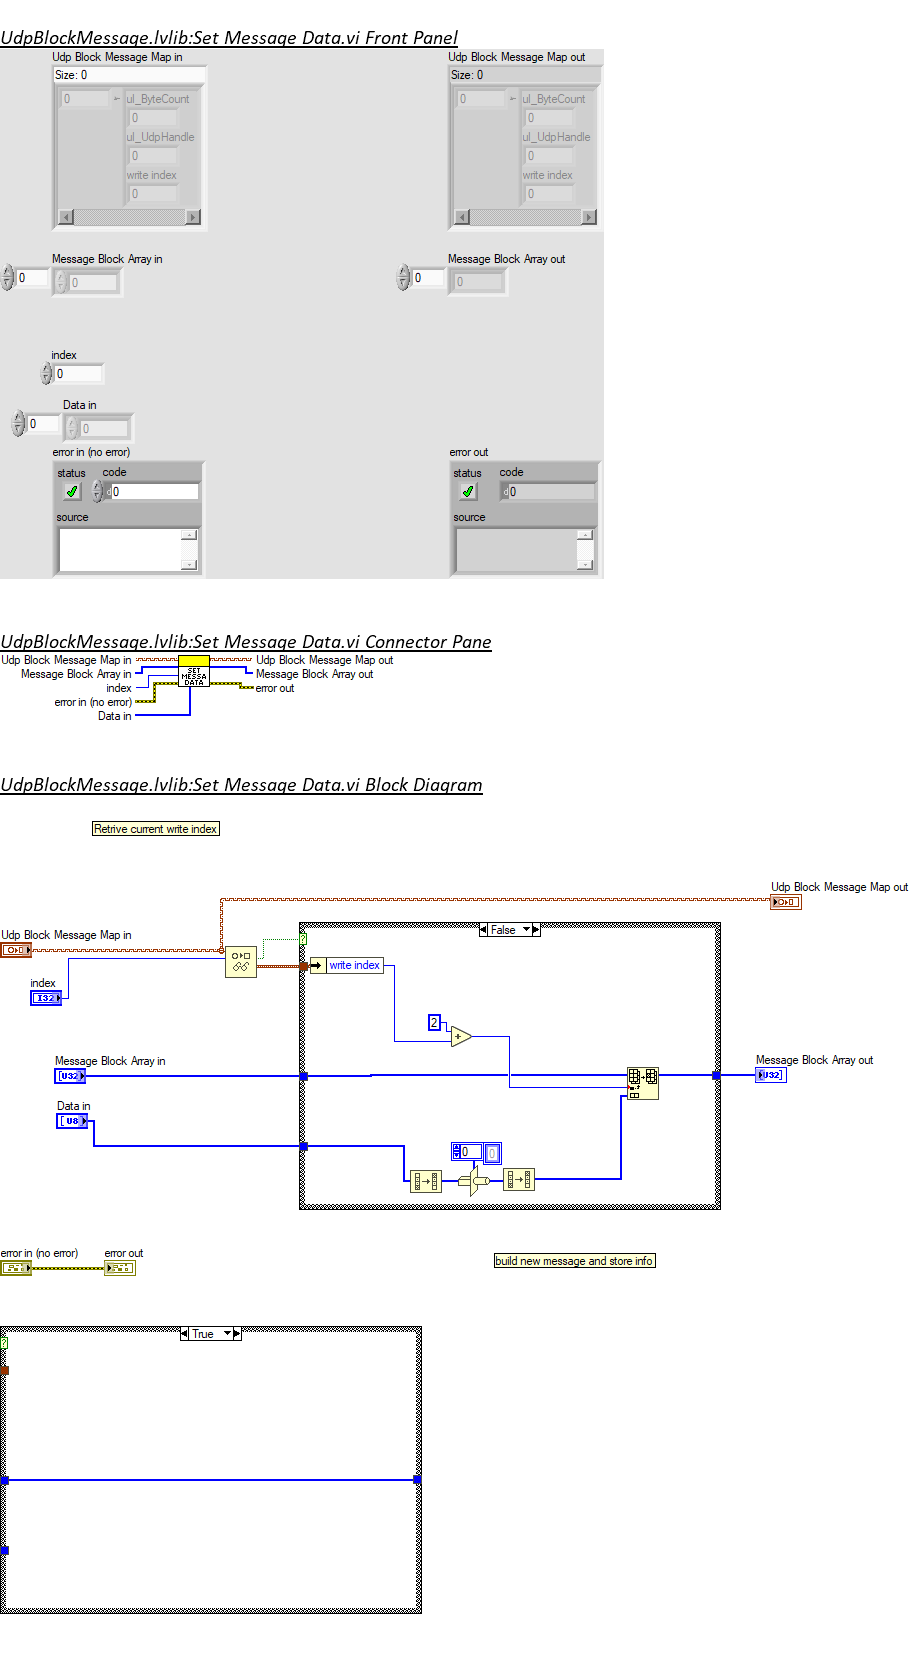 UdpBlockMessage.lvlib:Set Message Data.vi Front Panel
Udp Block Message Map in
Udp Block Message Map out
Size: 0
Size: 0
0
ul_ByteCount
0
ul_ByteCount
0
0
ul_UdpHandle
ul_UdpHandle
0
0
write index
write index
0
0
Message Block Array in
Message Block Array out
0
0
0
0
index
0
Data in
0
0
error in (no error)
error out
status
code
status
code
d0
d0
source
source
UdpBlockMessage.lvlib:Set Message Data.vi Connector Pane
Udp Block Message Map in
Udp Block Message Map out
Message Block Array in
SET
MESSA
DATA
Message Block Array out
index
error out
error in (no error)
Data in
UdpBlockMessage.lvlib:Set Message Data.vi Block Diagram
Retrive current write index
Udp Block Message Map out
False
Udp Block Message Map in
?
write index
index
I32
2
+
Message Block Array in
Message Block Array out
[U32]
U32]
Data in
[U8
0
0
error in (no error)
error out
build new message and store info
True
?